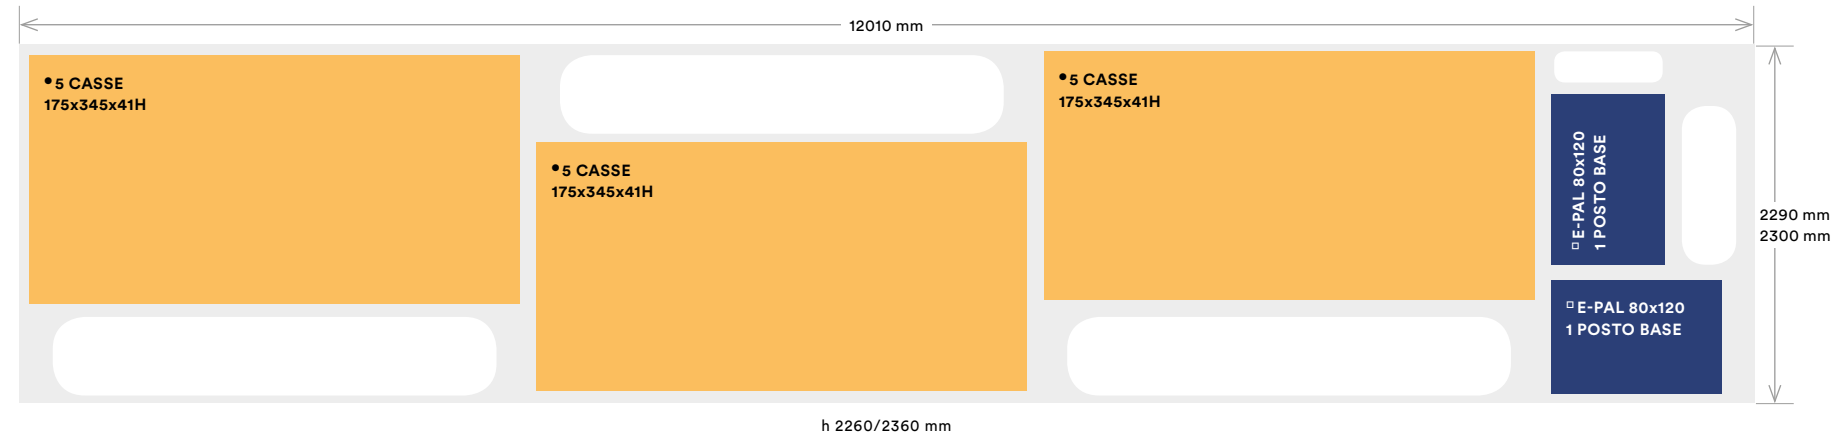 12010 mm
•5 CASSE
175x345x41H
•5 CASSE
175x345x41H
•5 CASSE
175x345x41H
□ E-PAL 80x120
1 POSTO BASE
□ E-PAL 80x120
1 POSTO BASE
2290 mm
2300 mm
h 2260/2360 mm